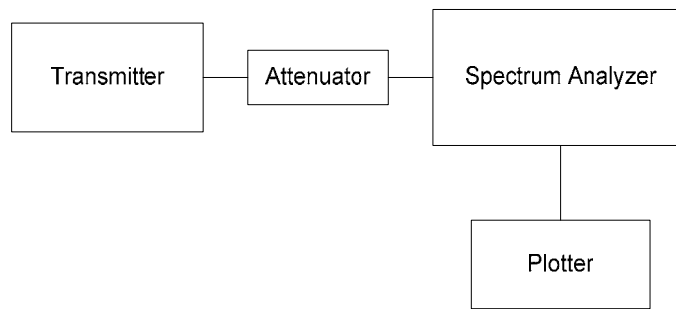 Transmitter
Attenuator
Spectrum Analyzer
Plotter